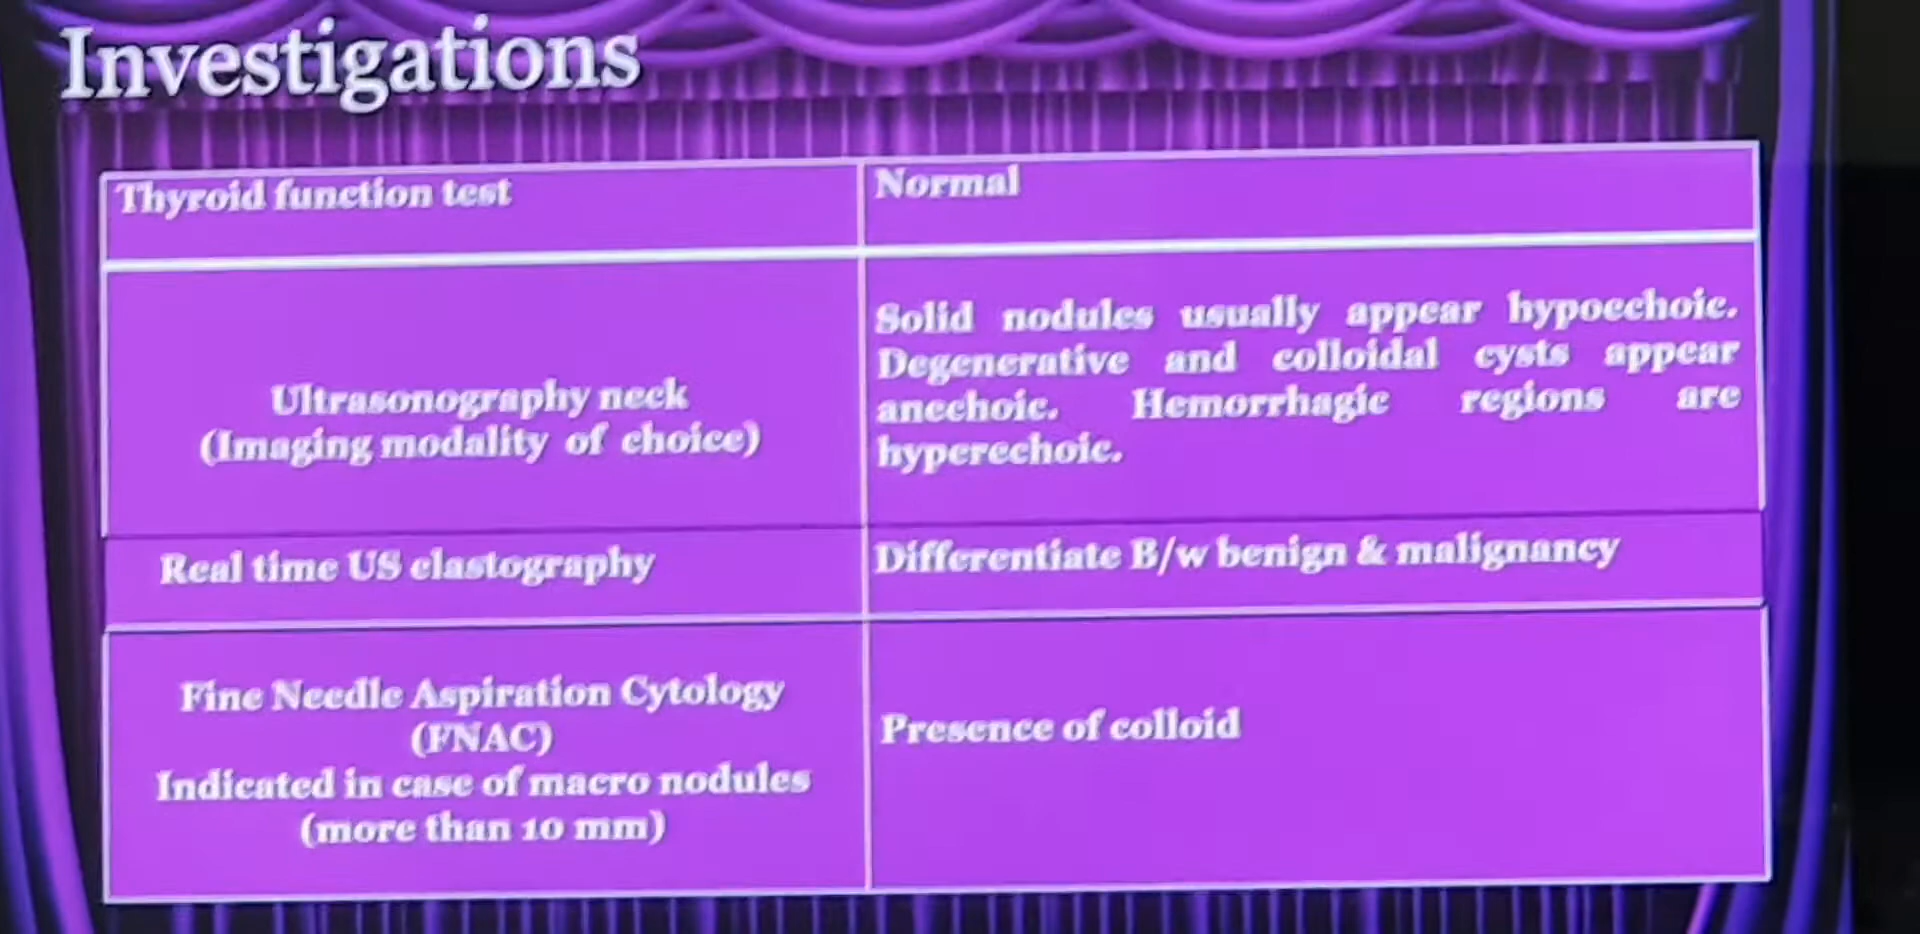 Investigations
Thyroid function test
Normal
Ultrasonography neck
(Imaging modality of choice)
Solid nodules usually appear hypoechoic.
Degenerative and colloidal cysts appear
anechoic. Hemorrhagic regions are
hyperechoic.
Real time US elastography
Differentiate B/w benign & malignancy
Fine Needle Aspiration Cytology
(FNAC)
Indicated in case of macro nodules
(more than 10 mm)
Presence of colloid